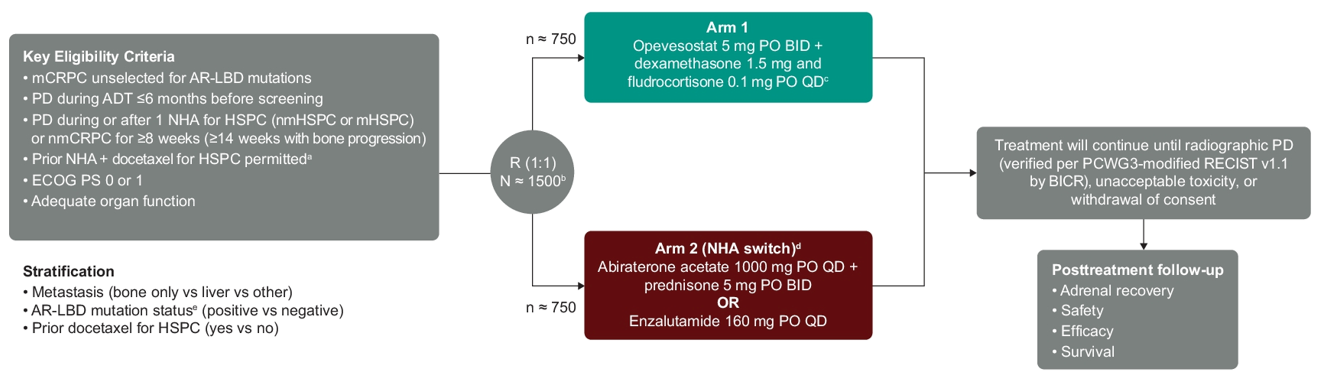 Key Eligibility Criteria
• mCRPC unselected for AR-LBD mutations
• PD during ADT ≤6 months before screening
• PD during or after 1 NHA for HSPC (nmHSPC or mHSPC)
or nmCRPC for ≥8 weeks (≥14 weeks with bone progression)
• Prior NHA + docetaxel for HSPC permittedᵃ
• ECOG PS 0 or 1
• Adequate organ function
Stratification
• Metastasis (bone only vs liver vs other)
• AR-LBD mutation statusᵉ (positive vs negative)
• Prior docetaxel for HSPC (yes vs no)
R (1:1)
N ≈ 1500ᵇ
n ≈ 750
Arm 1
Opevesostat 5 mg PO BID +
dexamethasone 1.5 mg and
fludrocortisone 0.1 mg PO QDᶜ
n ≈ 750
Arm 2 (NHA switch)ᵈ
Abiraterone acetate 1000 mg PO QD +
prednisone 5 mg PO BID
OR
Enzalutamide 160 mg PO QD
Treatment will continue until radiographic PD
(verified per PCWG3-modified RECIST v1.1
by BICR), unacceptable toxicity, or
withdrawal of consent
Posttreatment follow-up
• Adrenal recovery
• Safety
• Efficacy
• Survival